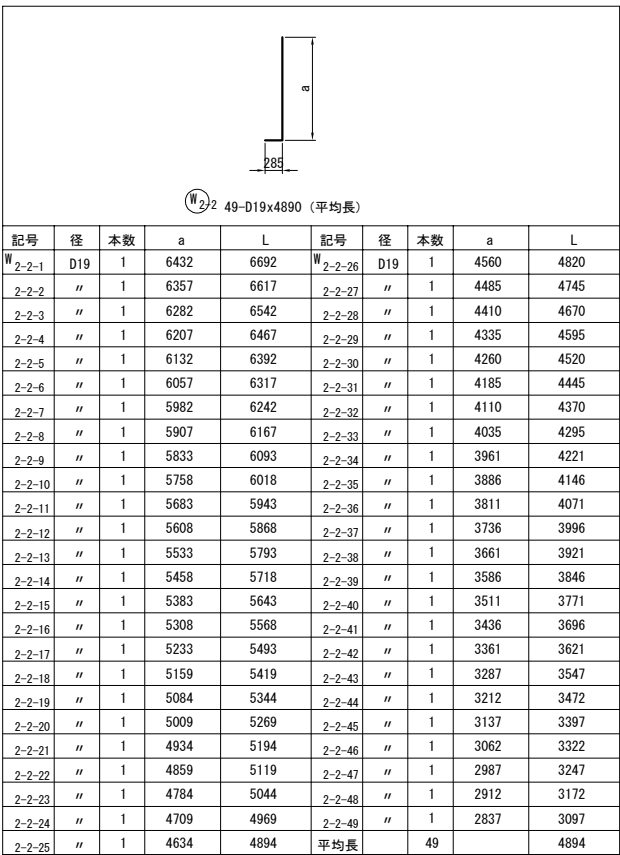 a
285
W2-2 49-D19x4890 (平均長)
記号 径 本数 a L 記号 径 本数 a L
W2-2-1 D19 1 6432 6692 W2-2-26 D19 1 4560 4820
2-2-2 〃 1 6357 6617 2-2-27 〃 1 4485 4745
2-2-3 〃 1 6282 6542 2-2-28 〃 1 4410 4670
2-2-4 〃 1 6207 6467 2-2-29 〃 1 4335 4595
2-2-5 〃 1 6132 6392 2-2-30 〃 1 4260 4520
2-2-6 〃 1 6057 6317 2-2-31 〃 1 4185 4445
2-2-7 〃 1 5982 6242 2-2-32 〃 1 4110 4370
2-2-8 〃 1 5907 6167 2-2-33 〃 1 4035 4295
2-2-9 〃 1 5833 6093 2-2-34 〃 1 3961 4221
2-2-10 〃 1 5758 6018 2-2-35 〃 1 3886 4146
2-2-11 〃 1 5683 5943 2-2-36 〃 1 3811 4071
2-2-12 〃 1 5608 5868 2-2-37 〃 1 3736 3996
2-2-13 〃 1 5533 5793 2-2-38 〃 1 3661 3921
2-2-14 〃 1 5458 5718 2-2-39 〃 1 3586 3846
2-2-15 〃 1 5383 5643 2-2-40 〃 1 3511 3771
2-2-16 〃 1 5308 5568 2-2-41 〃 1 3436 3696
2-2-17 〃 1 5233 5493 2-2-42 〃 1 3361 3621
2-2-18 〃 1 5159 5419 2-2-43 〃 1 3287 3547
2-2-19 〃 1 5084 5344 2-2-44 〃 1 3212 3472
2-2-20 〃 1 5009 5269 2-2-45 〃 1 3137 3397
2-2-21 〃 1 4934 5194 2-2-46 〃 1 3062 3322
2-2-22 〃 1 4859 5119 2-2-47 〃 1 2987 3247
2-2-23 〃 1 4784 5044 2-2-48 〃 1 2912 3172
2-2-24 〃 1 4709 4969 2-2-49 〃 1 2837 3097
2-2-25 〃 1 4634 4894 平均長 49 4894